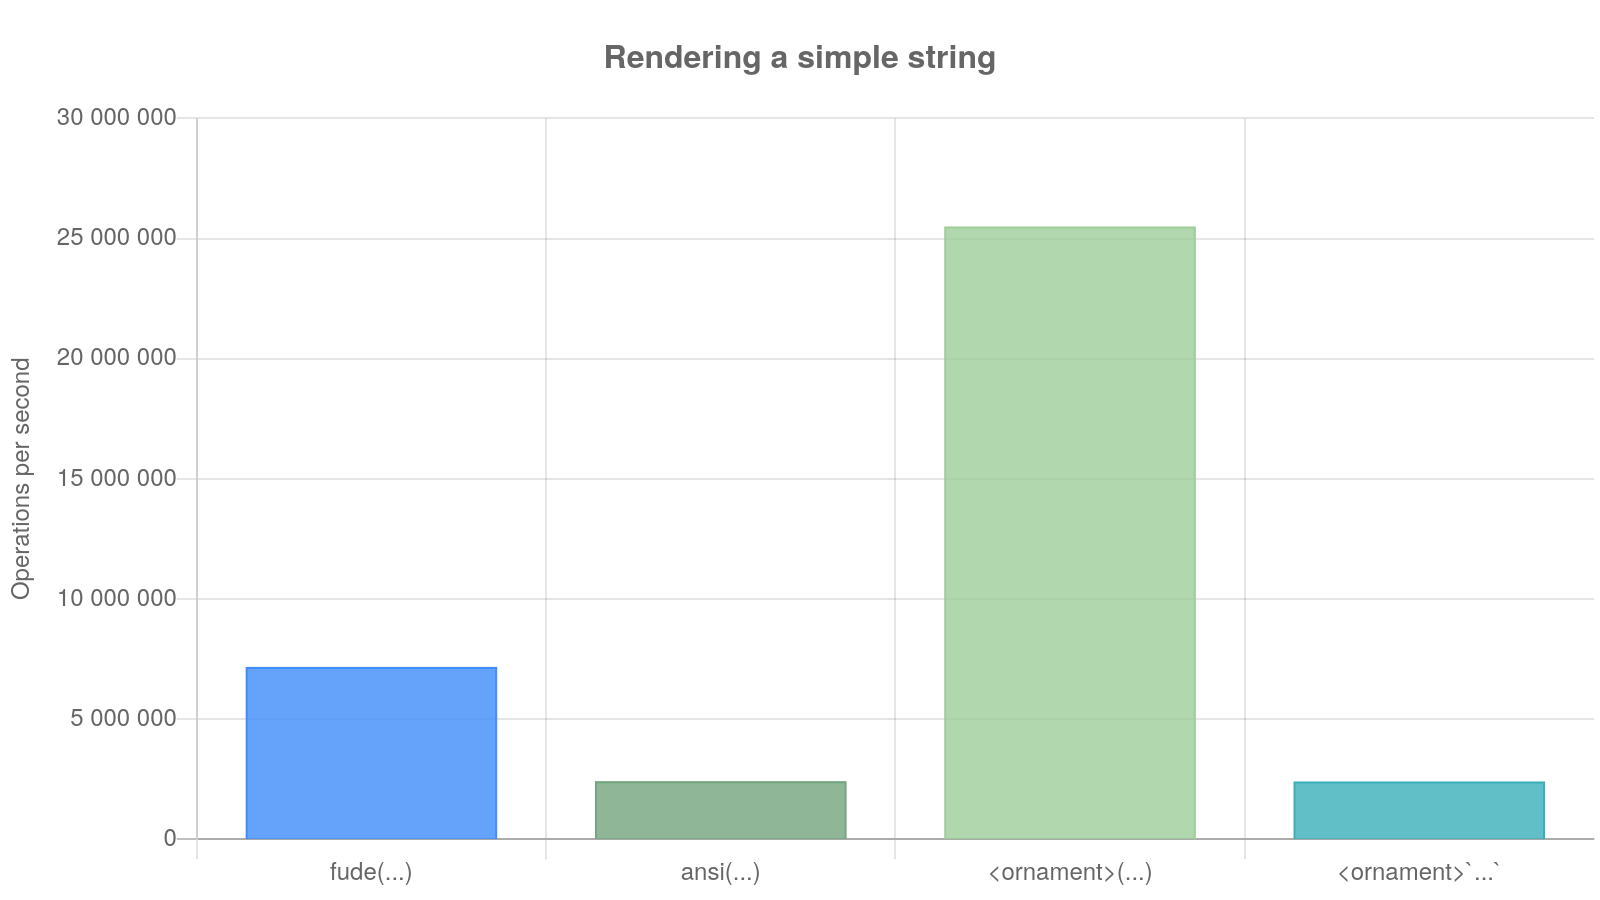 Rendering a simple string
Operations per second
30 000 000
25 000 000
20 000 000
15 000 000
10 000 000
5 000 000
0
fude(...)
ansi(...)
<ornament>(...)
<ornament>`...`